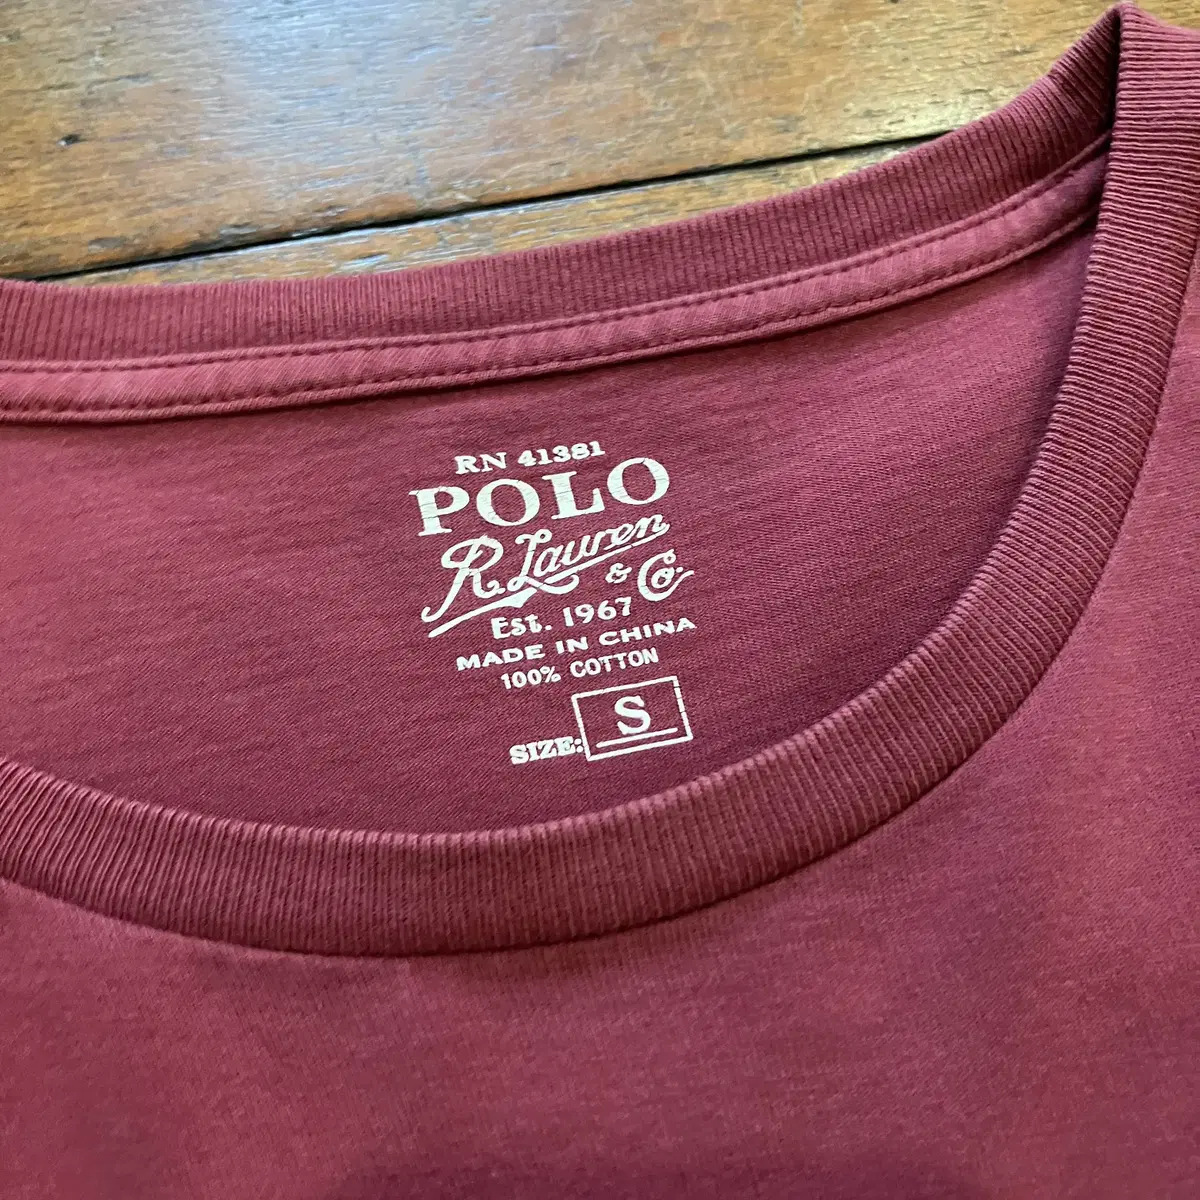 RN 41381
POLO
R. Lauren
& Co.
Est. 1967
MADE IN CHINA
100% COTTON
SIZE: S